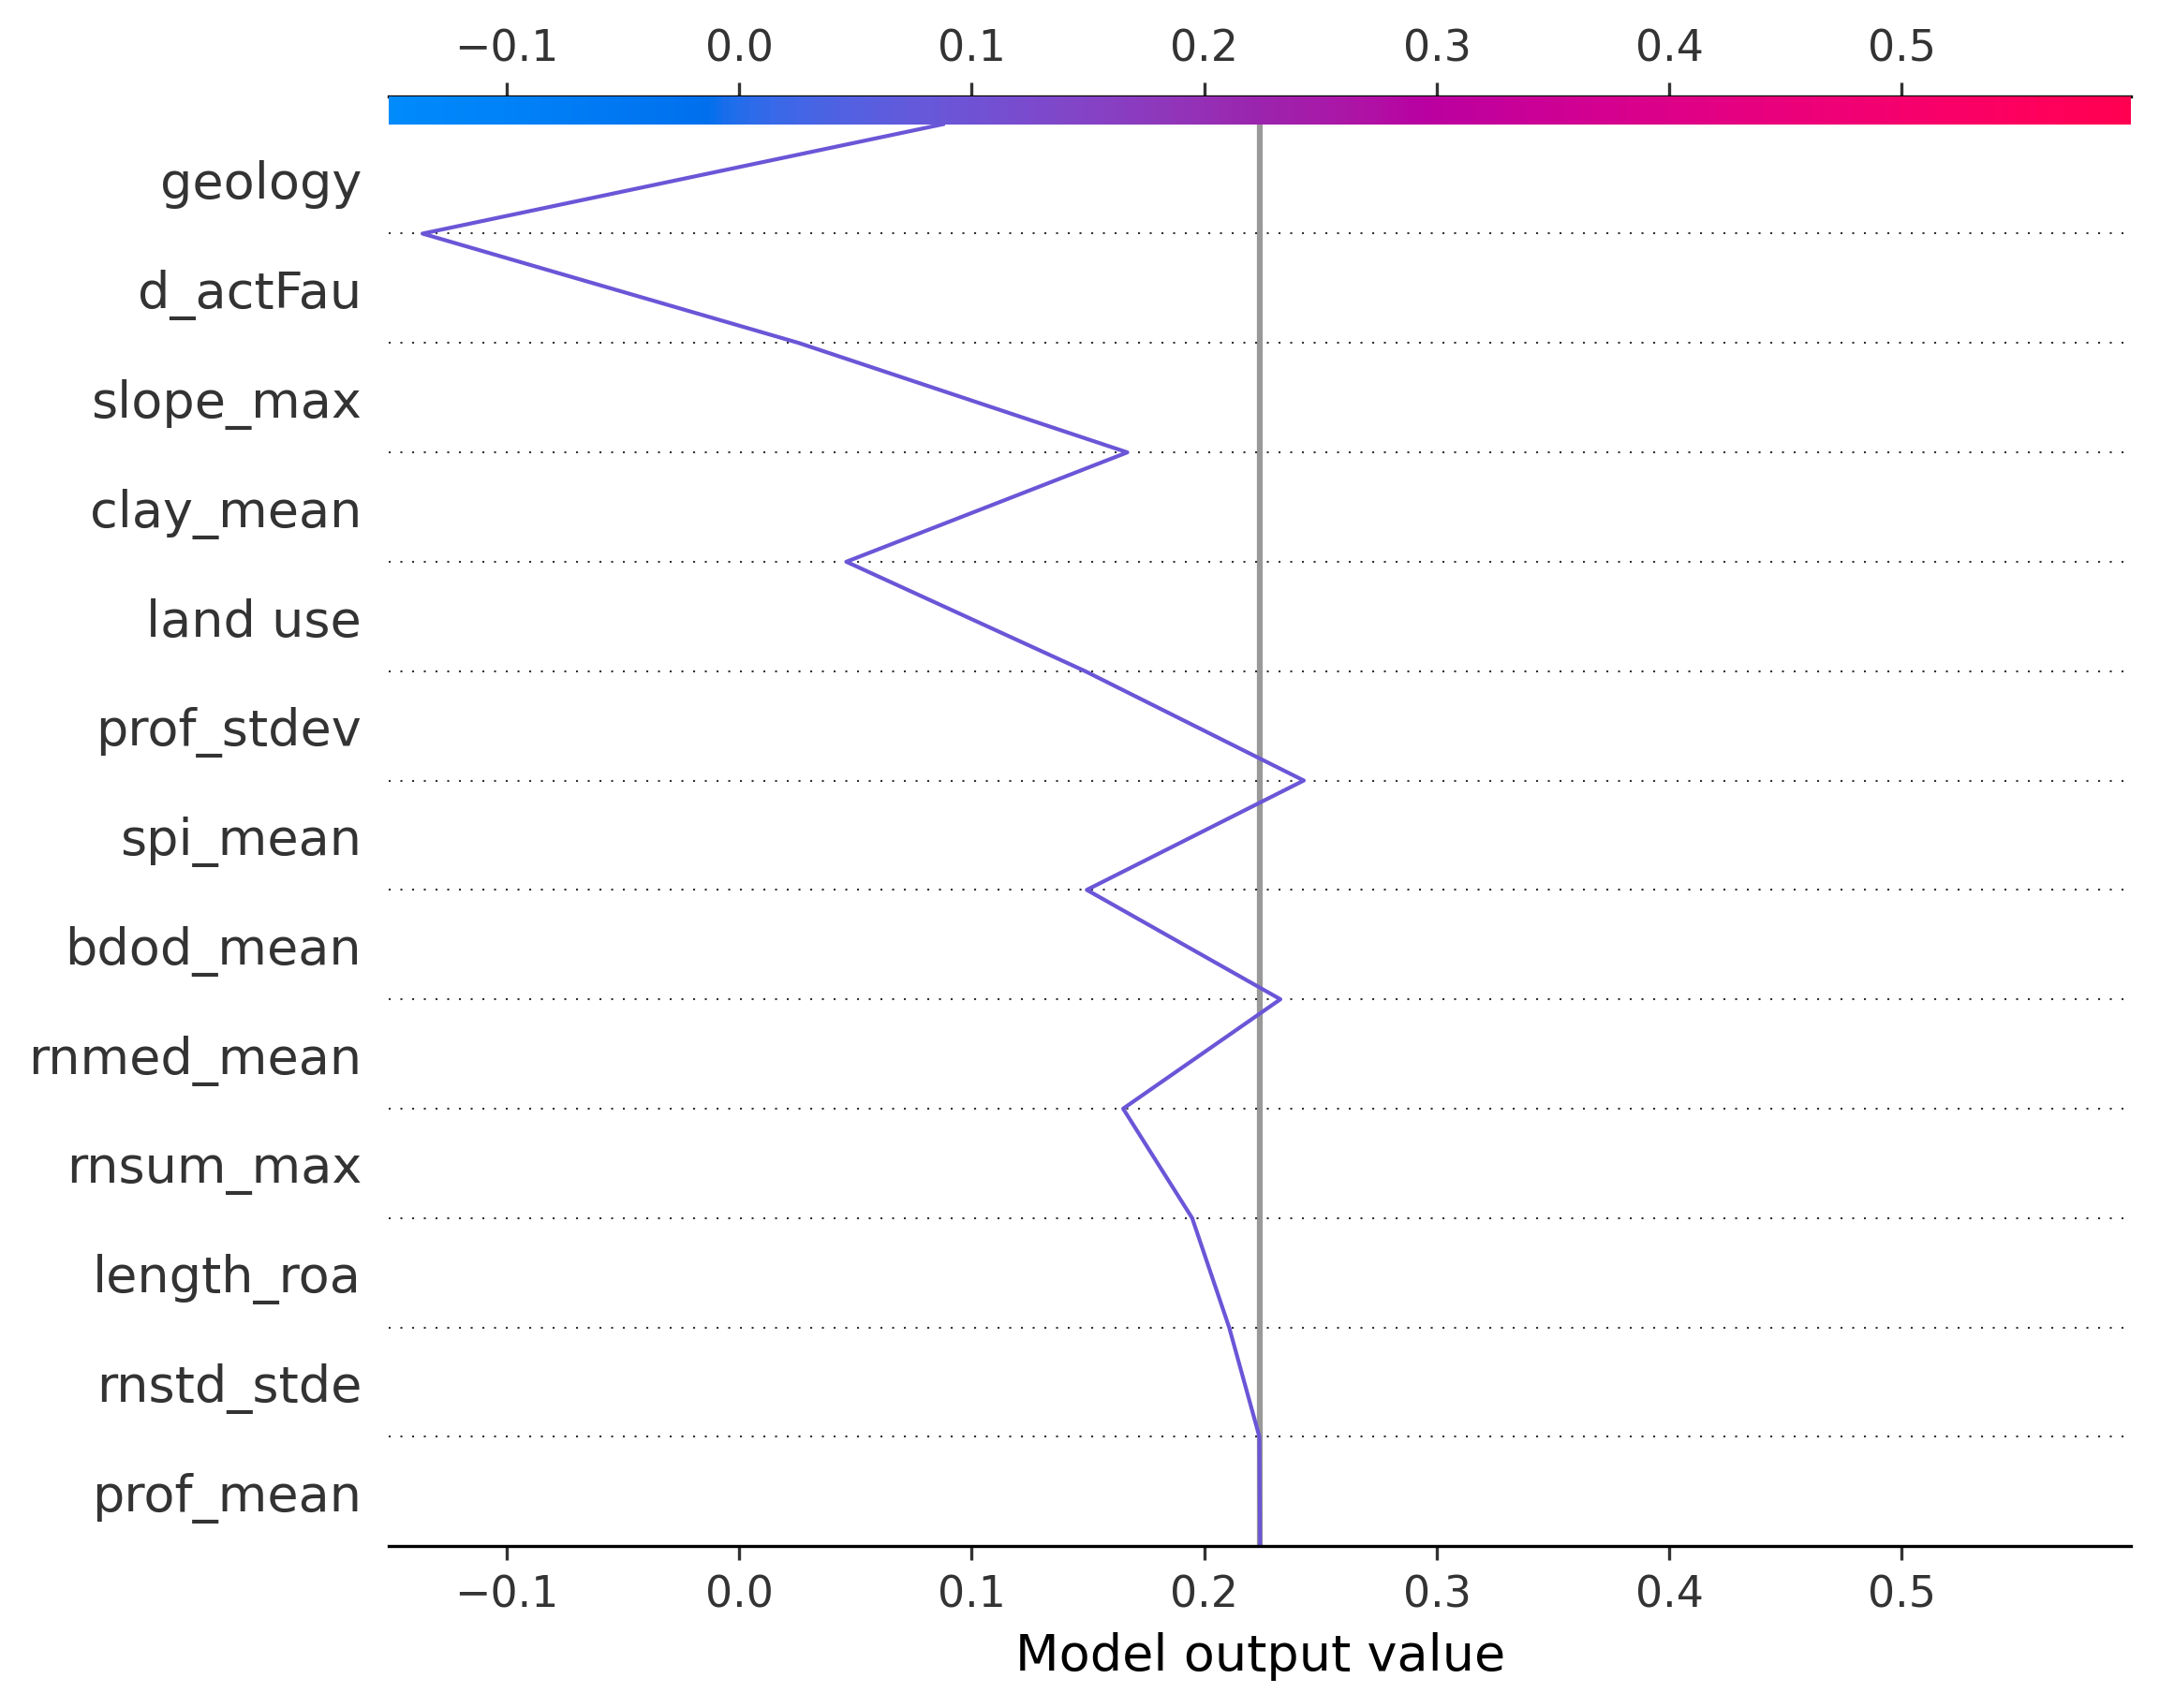 −0.1 0.0 0.1 0.2 0.3 0.4 0.5
geology
d_actFau
slope_max
clay_mean
land use
prof_stdev
spi_mean
bdod_mean
rnmed_mean
rnsum_max
length_roa
rnstd_stde
prof_mean
−0.1 0.0 0.1 0.2 0.3 0.4 0.5
Model output value